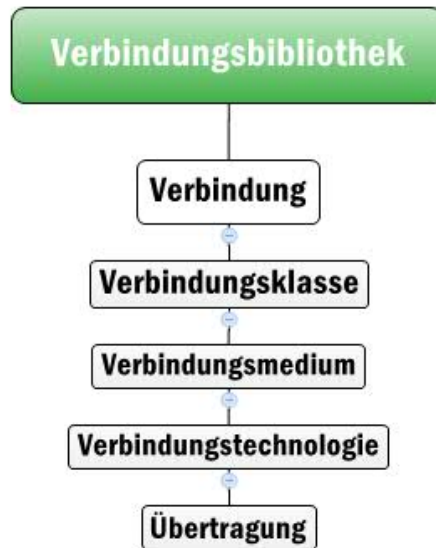 Verbindungsbibliothek
Verbindung
Verbindungsklasse
Verbindungsmedium
Verbindungstechnologie
Übertragung